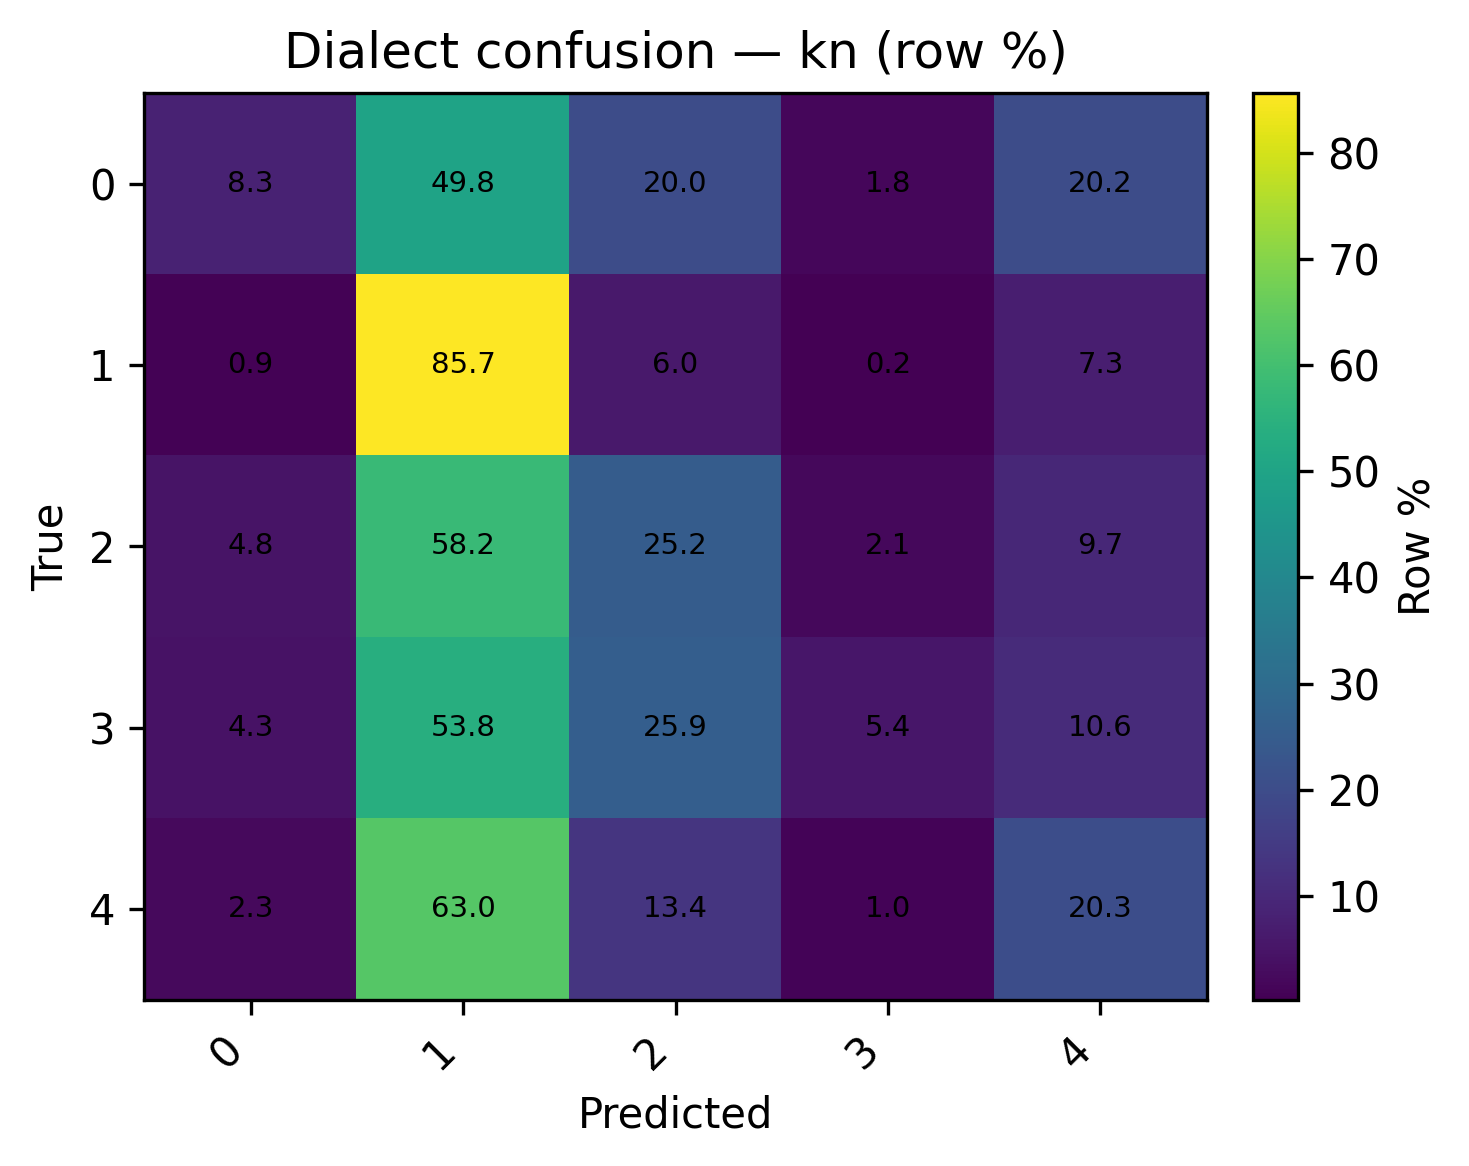 Dialect confusion — kn (row %)
0 8.3 49.8 20.0 1.8 20.2
1 0.9 85.7 6.0 0.2 7.3
2 4.8 58.2 25.2 2.1 9.7
3 4.3 53.8 25.9 5.4 10.6
4 2.3 63.0 13.4 1.0 20.3
0 1 2 3 4
Predicted
True
80
70
60
50
40
30
20
10
Row %